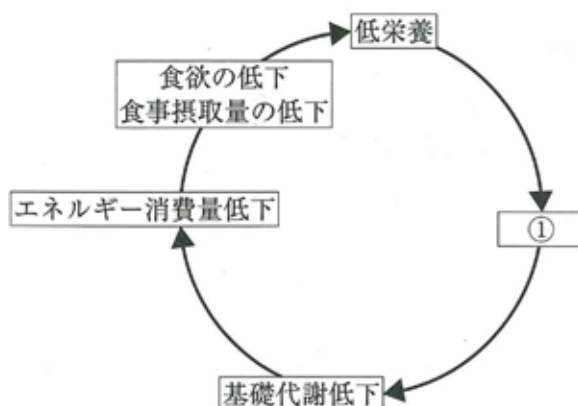 低栄養
食欲の低下
食事摂取量の低下
エネルギー消費量低下
①
基礎代謝低下